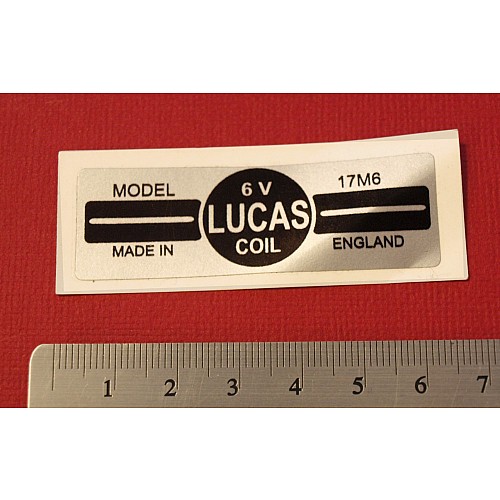 MODEL 6 V 17M6
LUCAS
MADE IN COIL ENGLAND
1 2 3 4 5 6 7